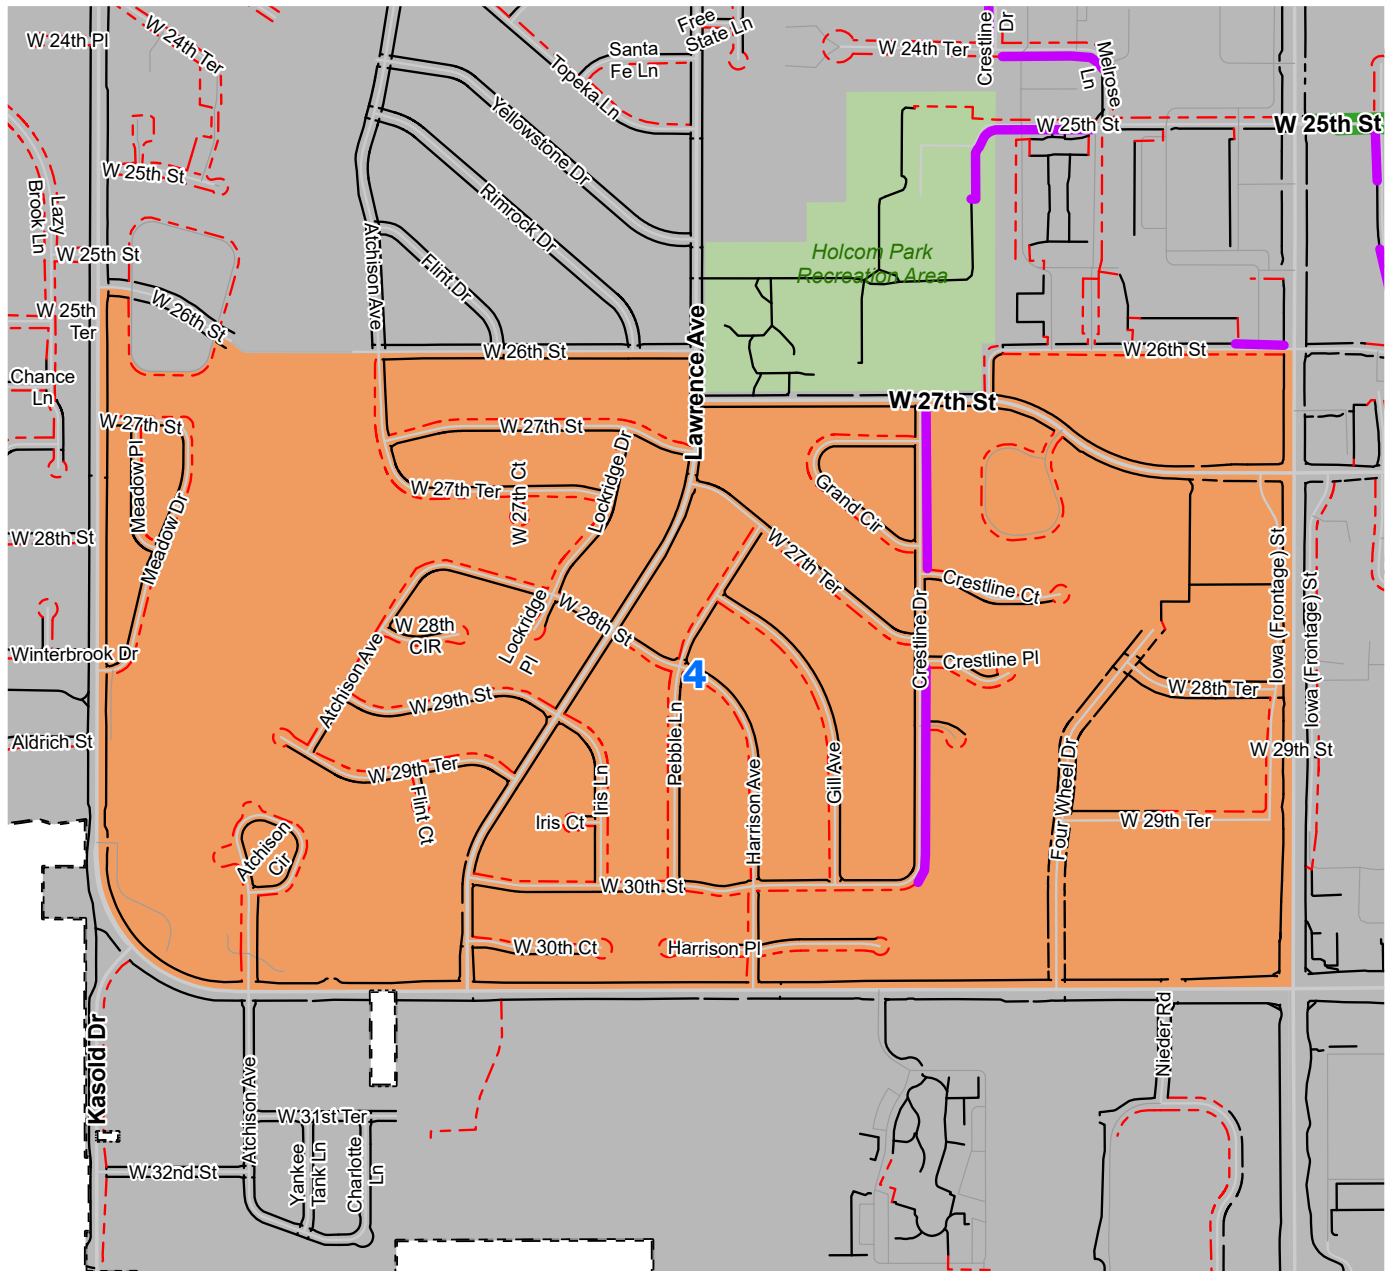 W 24th Pl
W 24th Ter
Santa
Fe Ln
Free
State Ln
Topeka Ln
W 24th Ter
Crestline
Dr
Melrose
Ln
Yellowstone Dr
W 25th St
W 25th St
W 25th St
Rimrock Dr
Lazy
Brook Ln
W 25th St
Atchison Ave
Flint Dr
Holcom Park
Recreation Area
W 25th
Ter
W 26th St
W 26th St
Lawrence Ave
W 26th St
Chance
Ln
W 27th St
W 27th St
W 27th St
Meadow Pl
Meadow Dr
W 27th Ter
W 27th Ct
Lockridge Dr
Grand Cir
W 28th St
W 27th Ter
Crestline Ct
Iowa (Frontage) St
Iowa (Frontage) St
W 28th
CIR
Lockridge
Pl
W 28th St
Crestline Dr
Winterbrook Dr
Crestline Pl
4
W 28th Ter
Atchison Ave
W 29th St
Pebble Ln
Aldrich St
W 29th St
W 29th Ter
Flint Ct
Iris Ln
Iris Ct
Harrison Ave
Gill Ave
Four Wheel Dr
W 29th Ter
Atchison
Cir
W 30th St
W 30th Ct
Harrison Pl
Kasold Dr
Nieder Rd
Atchison Ave
W 31st Ter
Yankee
Tank Ln
Charlotte
Ln
W 32nd St